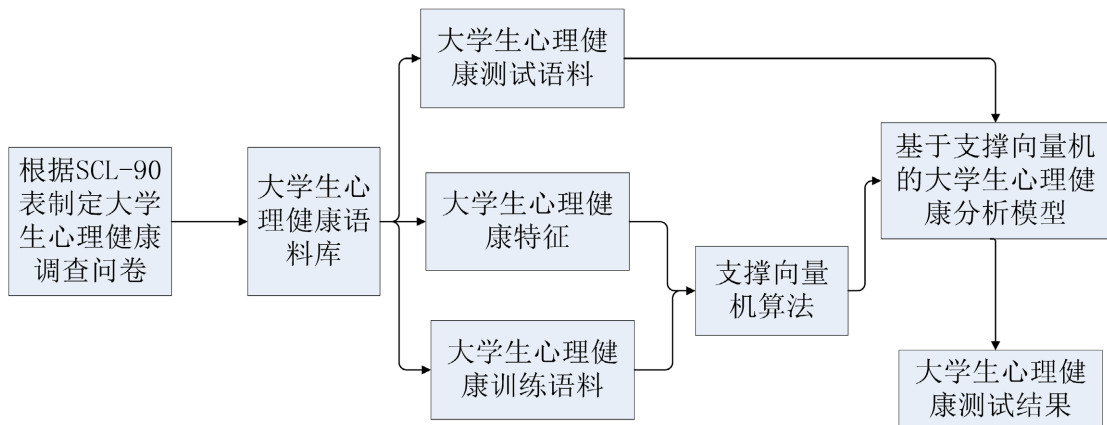 根据SCL-90
表制定大学
生心理健康
调查问卷
大学生心
理健康语
料库
大学生心理健
康测试语料
大学生心理健
康特征
大学生心理健
康训练语料
支撑向量
机算法
基于支撑向量机
的大学生心理健
康分析模型
大学生心理健
康测试结果